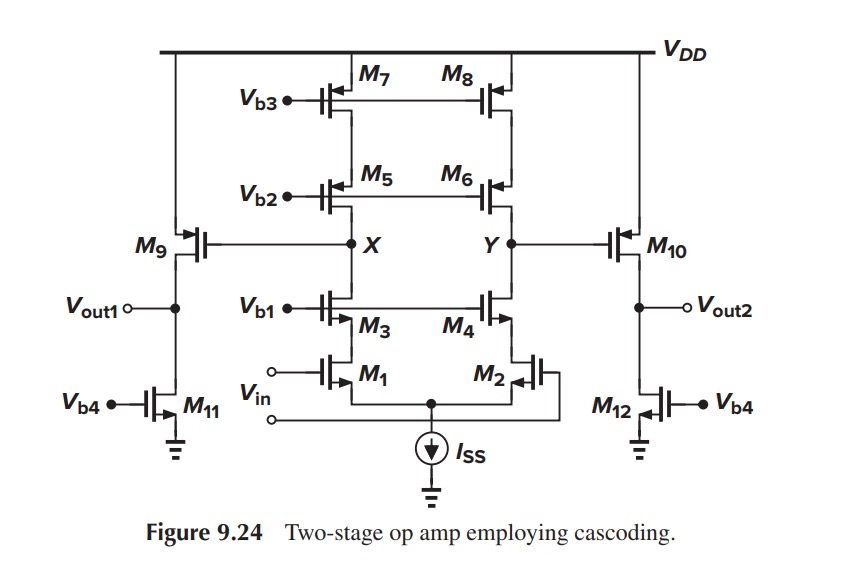 VDD
M7 M8
Vb3
M5 M6
Vb2
M9 X Y M10
Vout1 Vb1 Vout2
M3 M4
M1 M2
Vin
Vb4 M11 M12 Vb4
ISS
Figure 9.24 Two-stage op amp employing cascoding.